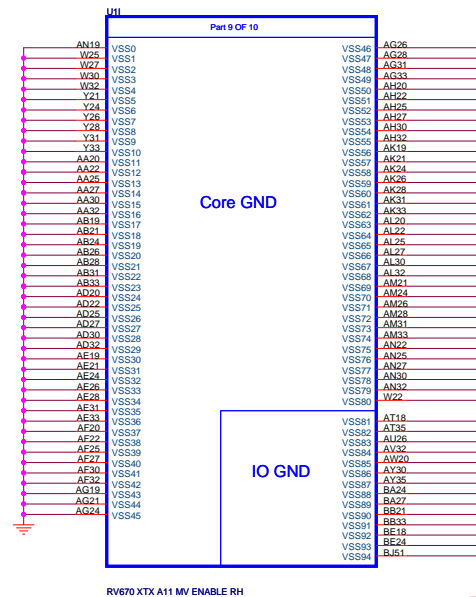 U1I
Part 9 OF 10
AN19 VSS0
W25 VSS1
W27 VSS2
W30 VSS3
W32 VSS4
Y21 VSS5
Y24 VSS6
Y26 VSS7
Y28 VSS8
Y31 VSS9
Y33 VSS10
AA20 VSS11
AA22 VSS12
AA25 VSS13
AA27 VSS14
AA30 VSS15
AA32 VSS16
AB19 VSS17
AB21 VSS18
AB24 VSS19
AB26 VSS20
AB28 VSS21
AB31 VSS22
AB33 VSS23
AD20 VSS24
AD22 VSS25
AD25 VSS26
AD27 VSS27
AD30 VSS28
AD32 VSS29
AE19 VSS30
AE21 VSS31
AE24 VSS32
AE26 VSS33
AE28 VSS34
AE31 VSS35
AE33 VSS36
AF20 VSS37
AF22 VSS38
AF25 VSS39
AF27 VSS40
AF30 VSS41
AF32 VSS42
AG19 VSS43
AG21 VSS44
AG24 VSS45
Core GND
VSS46 AG26
VSS47 AG28
VSS48 AG31
VSS49 AG33
VSS50 AH20
VSS51 AH22
VSS52 AH25
VSS53 AH27
VSS54 AH30
VSS55 AH32
VSS56 AK19
VSS57 AK21
VSS58 AK24
VSS59 AK26
VSS60 AK28
VSS61 AK31
VSS62 AK33
VSS63 AL20
VSS64 AL22
VSS65 AL25
VSS66 AL27
VSS67 AL30
VSS68 AL32
VSS69 AM21
VSS70 AM24
VSS71 AM26
VSS72 AM28
VSS73 AM31
VSS74 AM33
VSS75 AN22
VSS76 AN25
VSS77 AN27
VSS78 AN30
VSS79 AN32
VSS80 W22
IO GND
VSS81 AT18
VSS82 AT35
VSS83 AU26
VSS84 AV32
VSS85 AW20
VSS86 AY30
VSS87 AY35
VSS88 BA24
VSS89 BA27
VSS90 BB21
VSS91 BB33
VSS92 BE18
VSS93 BE24
VSS94 BJ51
RV670 XTX A11 MV ENABLE RH